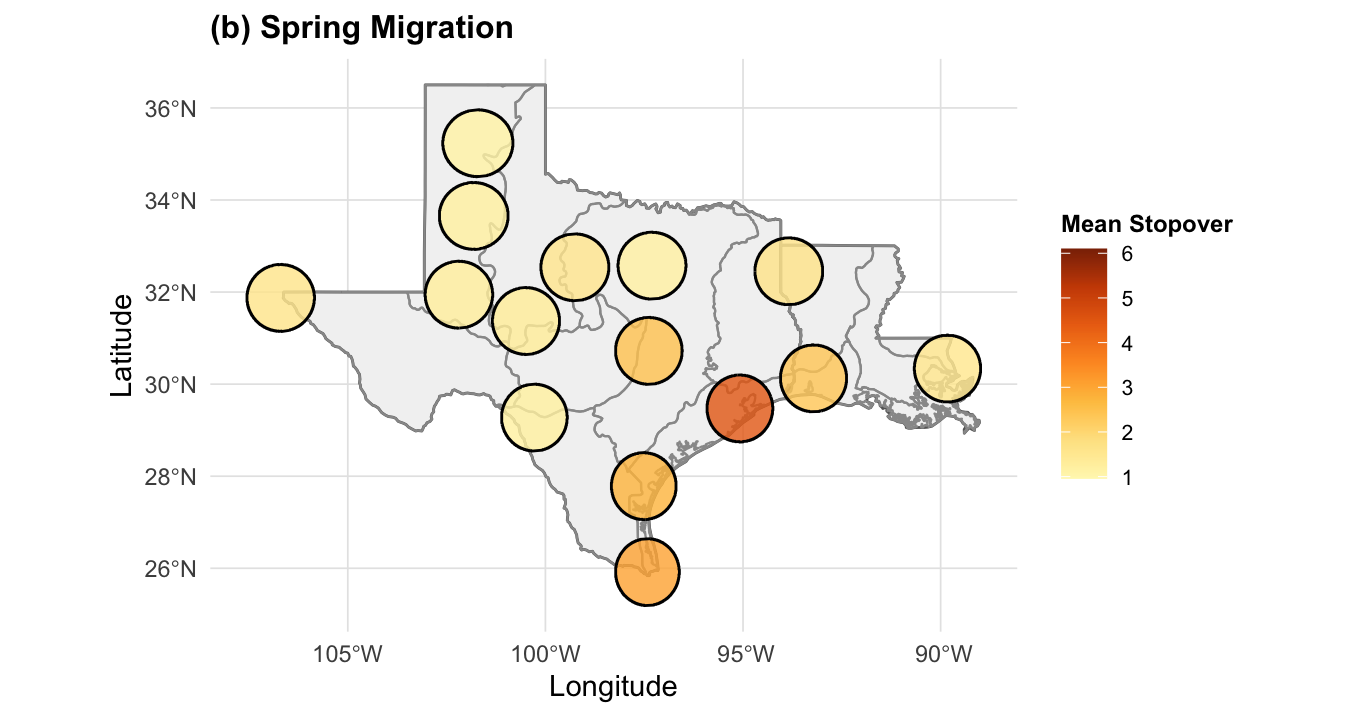 (b) Spring Migration
36°N
34°N
32°N
30°N
28°N
26°N
Latitude
105°W
100°W
95°W
90°W
Longitude
Mean Stopover
6
5
4
3
2
1